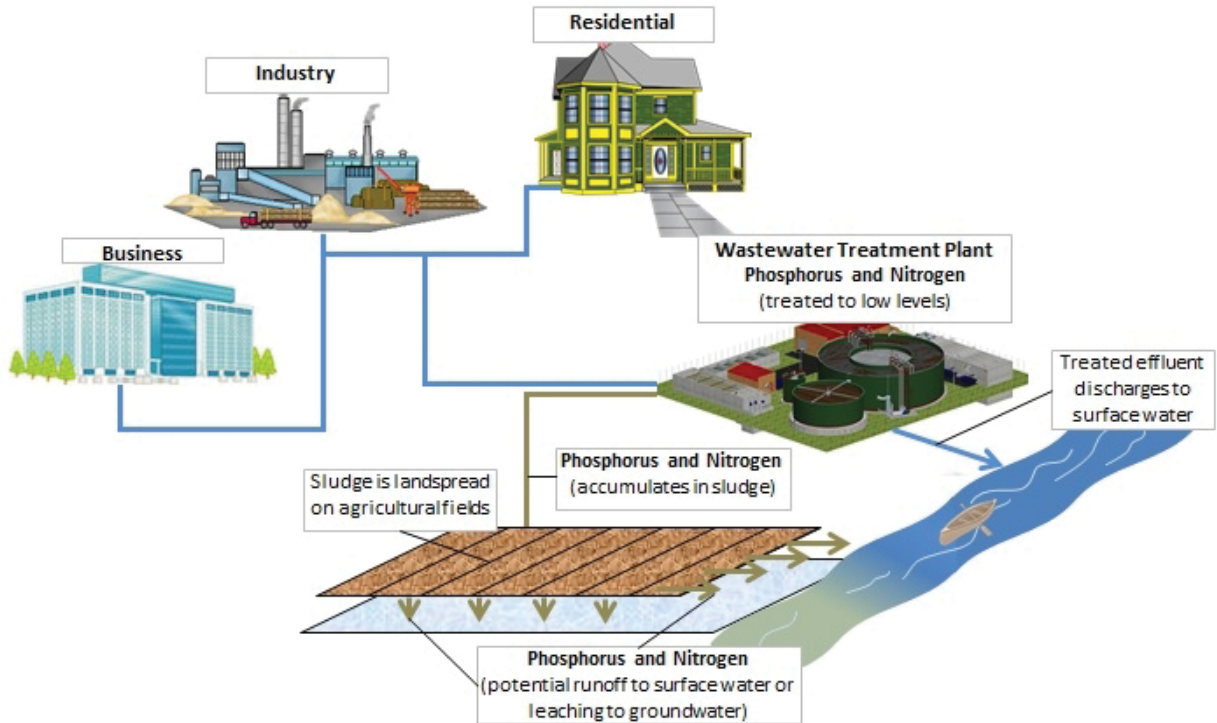 Residential
Industry
Business
Wastewater Treatment Plant
Phosphorus and Nitrogen
(treated to low levels)
Treated effluent
discharges to
surface water
Phosphorus and Nitrogen
(accumulates in sludge)
Sludge is landspread
on agricultural fields
Phosphorus and Nitrogen
(potential runoff to surface water or
leaching to groundwater)